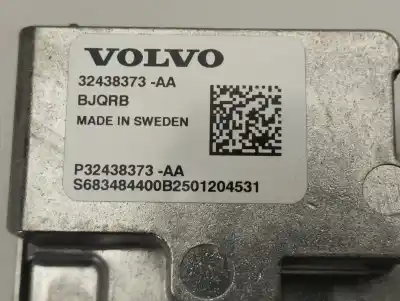 VOLVO
32438373 -AA
BJQRB
MADE IN SWEDEN
P32438373 -AA
S683484400B2501204531